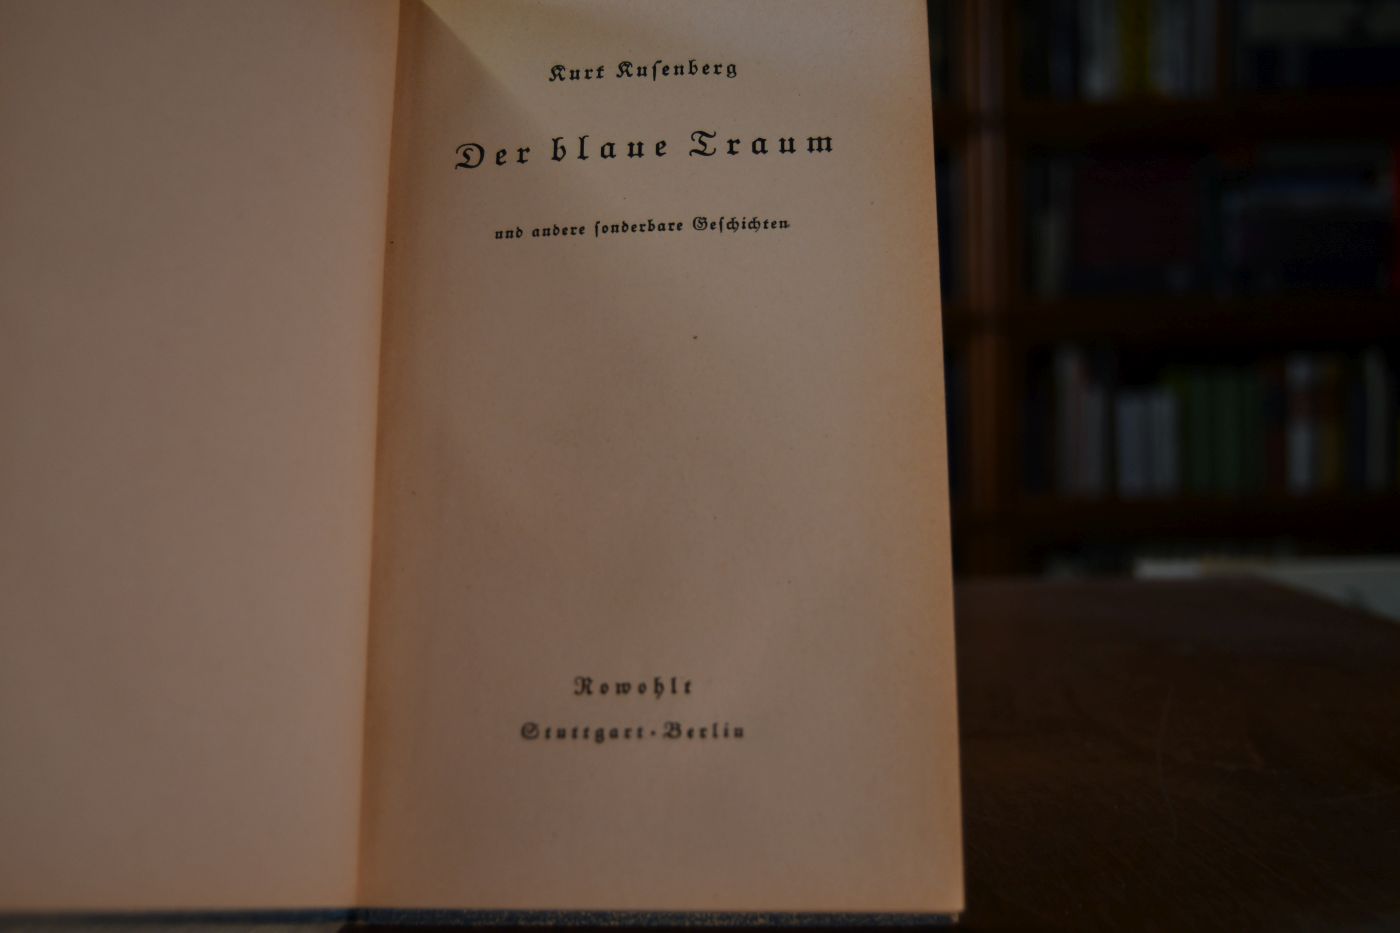 Kurt Kuſenberg
Der blaue Traum
und andere ſonderbare Geſchichten
Rowohlt
Stuttgart · Berlin